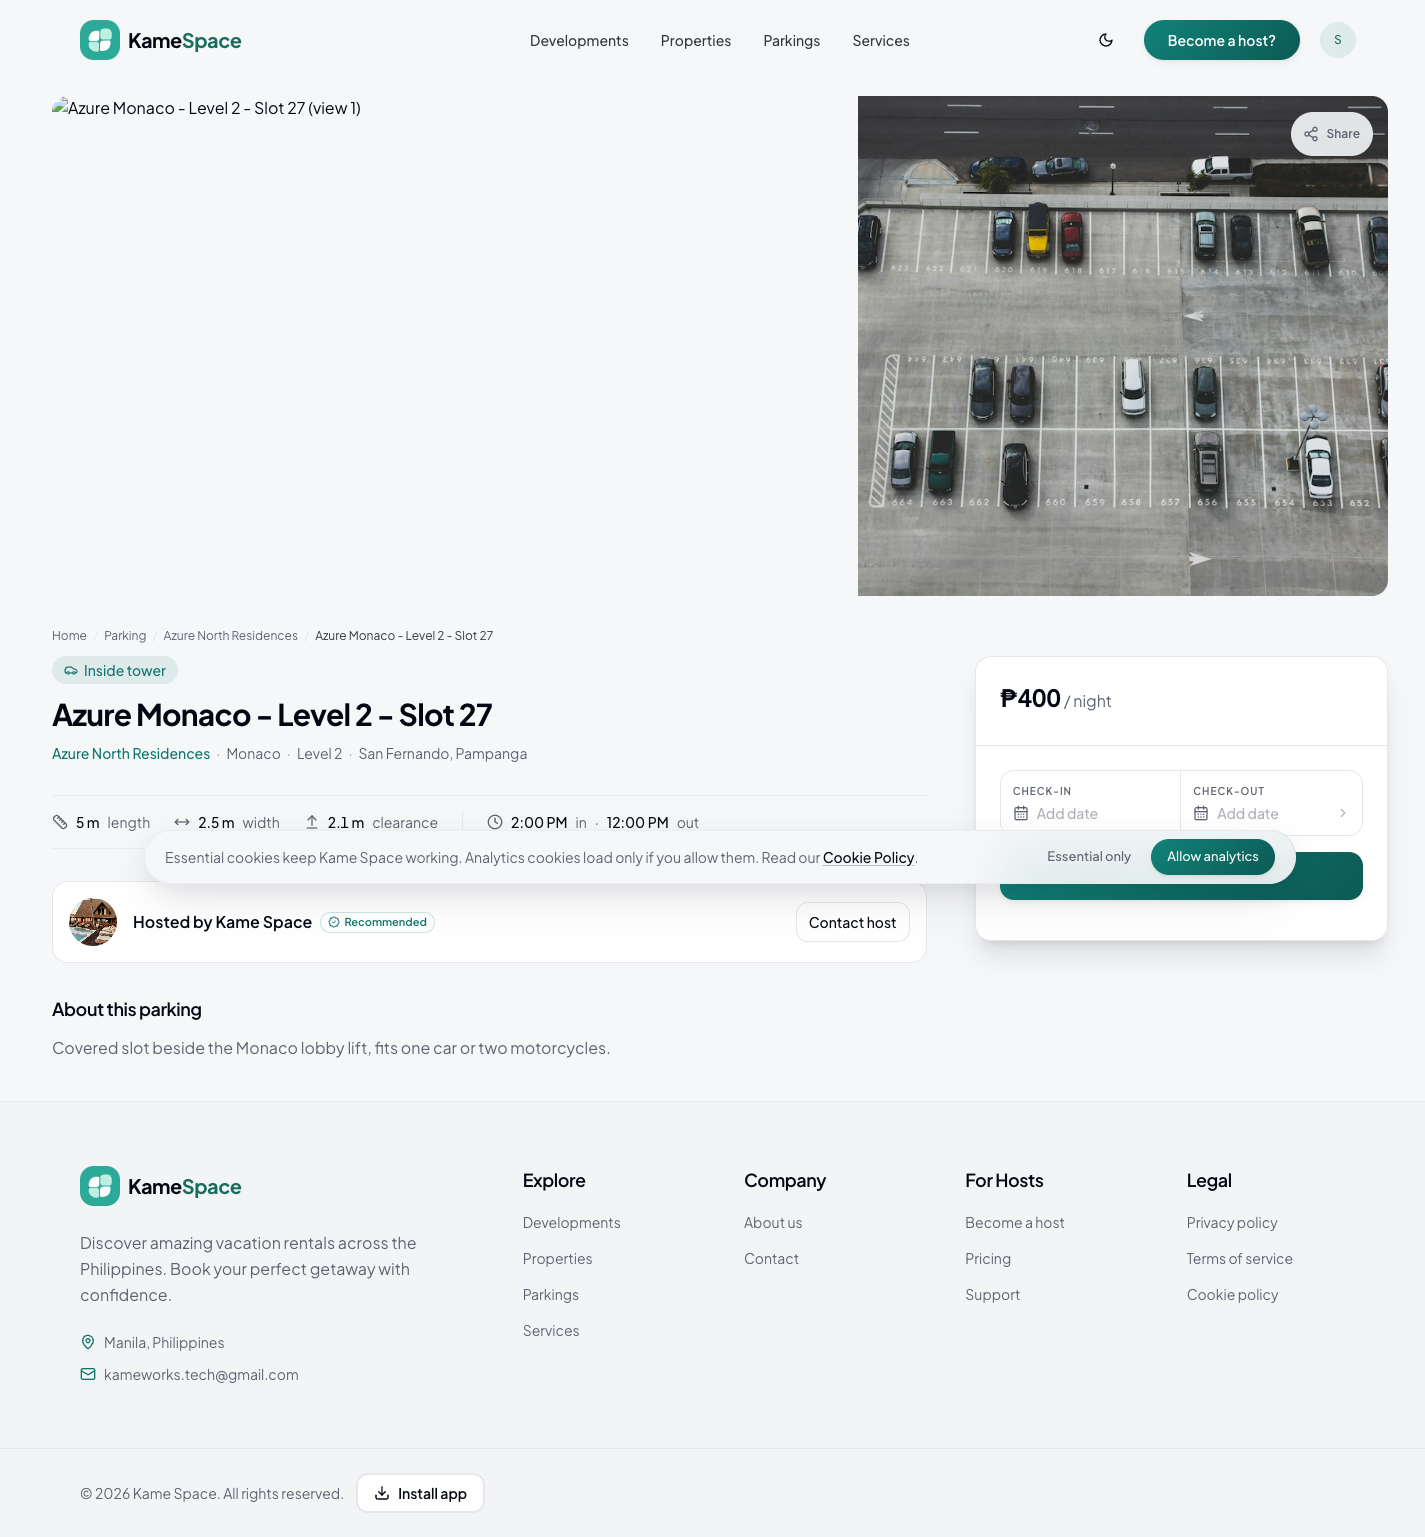 KameSpace
Developments
Properties
Parkings
Services
Become a host?
S
Azure Monaco - Level 2 - Slot 27 (view 1)
Share
Home / Parking / Azure North Residences / Azure Monaco - Level 2 - Slot 27
Inside tower
Azure Monaco - Level 2 - Slot 27
Azure North Residences · Monaco · Level 2 · San Fernando, Pampanga
5 m length
2.5 m width
2.1 m clearance
2:00 PM in · 12:00 PM out
₱400 / night
CHECK-IN
Add date
CHECK-OUT
Add date
Essential cookies keep Kame Space working. Analytics cookies load only if you allow them. Read our Cookie Policy.
Essential only
Allow analytics
Hosted by Kame Space
Recommended
Contact host
About this parking
Covered slot beside the Monaco lobby lift, fits one car or two motorcycles.
KameSpace
Discover amazing vacation rentals across the
Philippines. Book your perfect getaway with
confidence.
Manila, Philippines
kameworks.tech@gmail.com
Explore
Developments
Properties
Parkings
Services
Company
About us
Contact
For Hosts
Become a host
Pricing
Support
Legal
Privacy policy
Terms of service
Cookie policy
© 2026 Kame Space. All rights reserved.
Install app